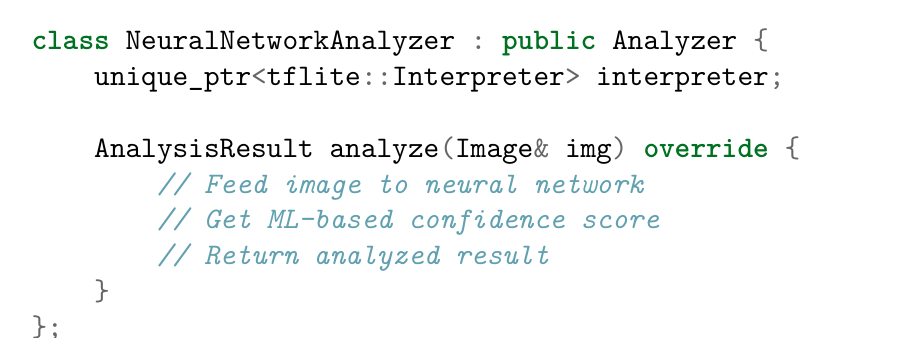 class NeuralNetworkAnalyzer : public Analyzer {
    unique_ptr<tflite::Interpreter> interpreter;

    AnalysisResult analyze(Image& img) override {
        // Feed image to neural network
        // Get ML-based confidence score
        // Return analyzed result
    }
};